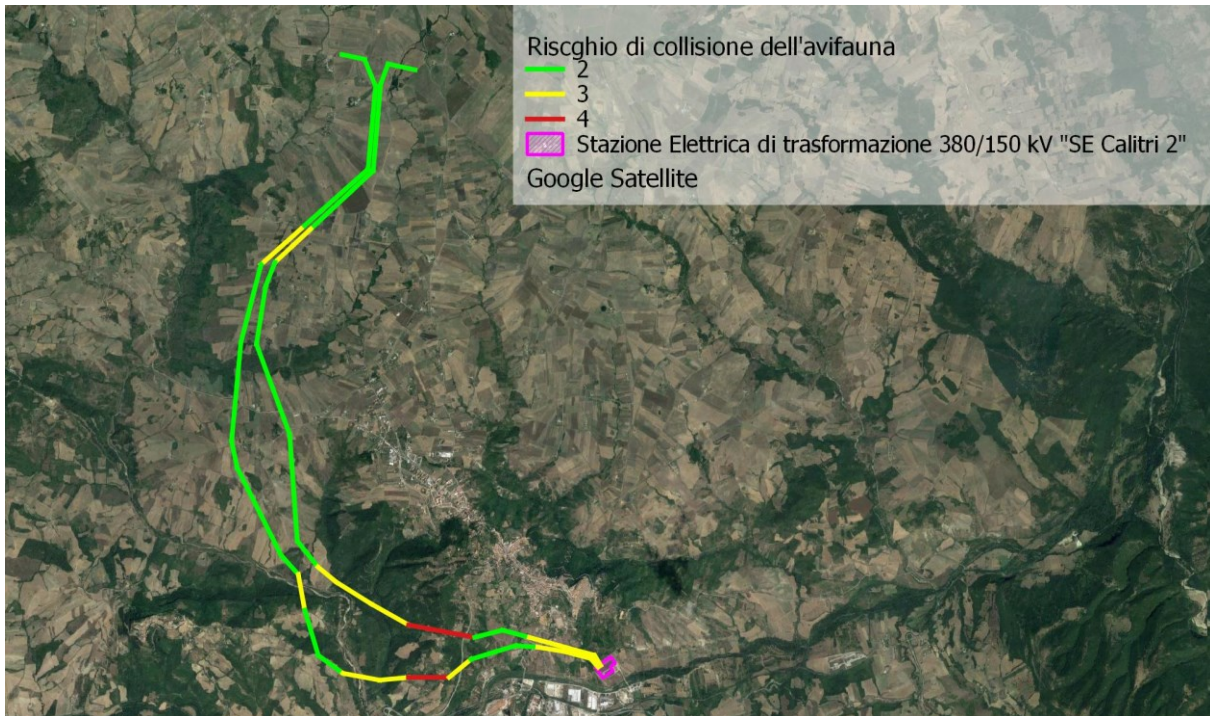 Riscghio di collisione dell'avifauna
2
3
4
Stazione Elettrica di trasformazione 380/150 kV "SE Calitri 2"
Google Satellite